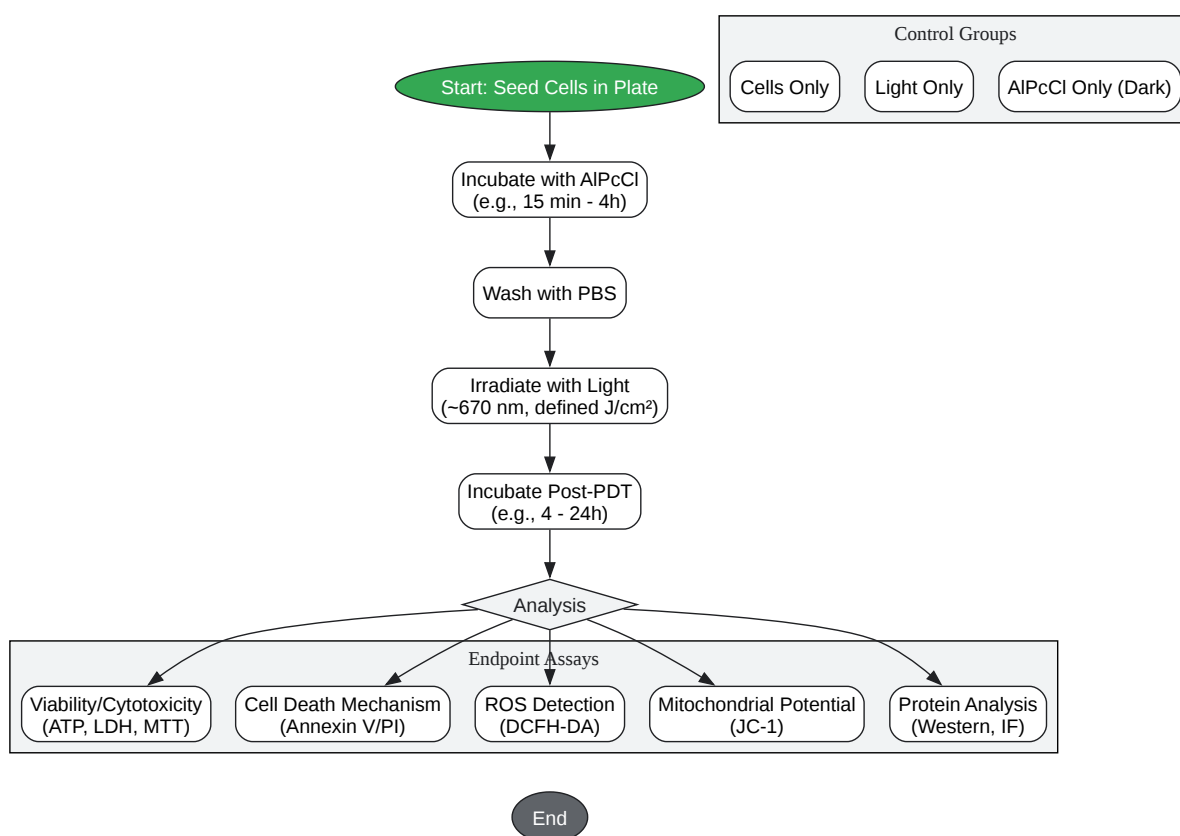 Control Groups
Start: Seed Cells in Plate
Cells Only
Light Only
AlPcCl Only (Dark)
Incubate with AlPcCl
(e.g., 15 min - 4h)
Wash with PBS
Irradiate with Light
(~670 nm, defined J/cm²)
Incubate Post-PDT
(e.g., 4 - 24h)
Analysis
Endpoint Assays
Viability/Cytotoxicity
(ATP, LDH, MTT)
Cell Death Mechanism
(Annexin V/PI)
ROS Detection
(DCFH-DA)
Mitochondrial Potential
(JC-1)
Protein Analysis
(Western, IF)
End